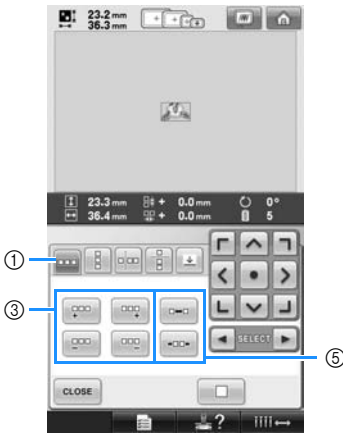 23.2 mm
36.3 mm
23.3 mm + 0.0 mm 0°
36.4 mm + 0.0 mm 5
①
③
SELECT
⑤
CLOSE
?